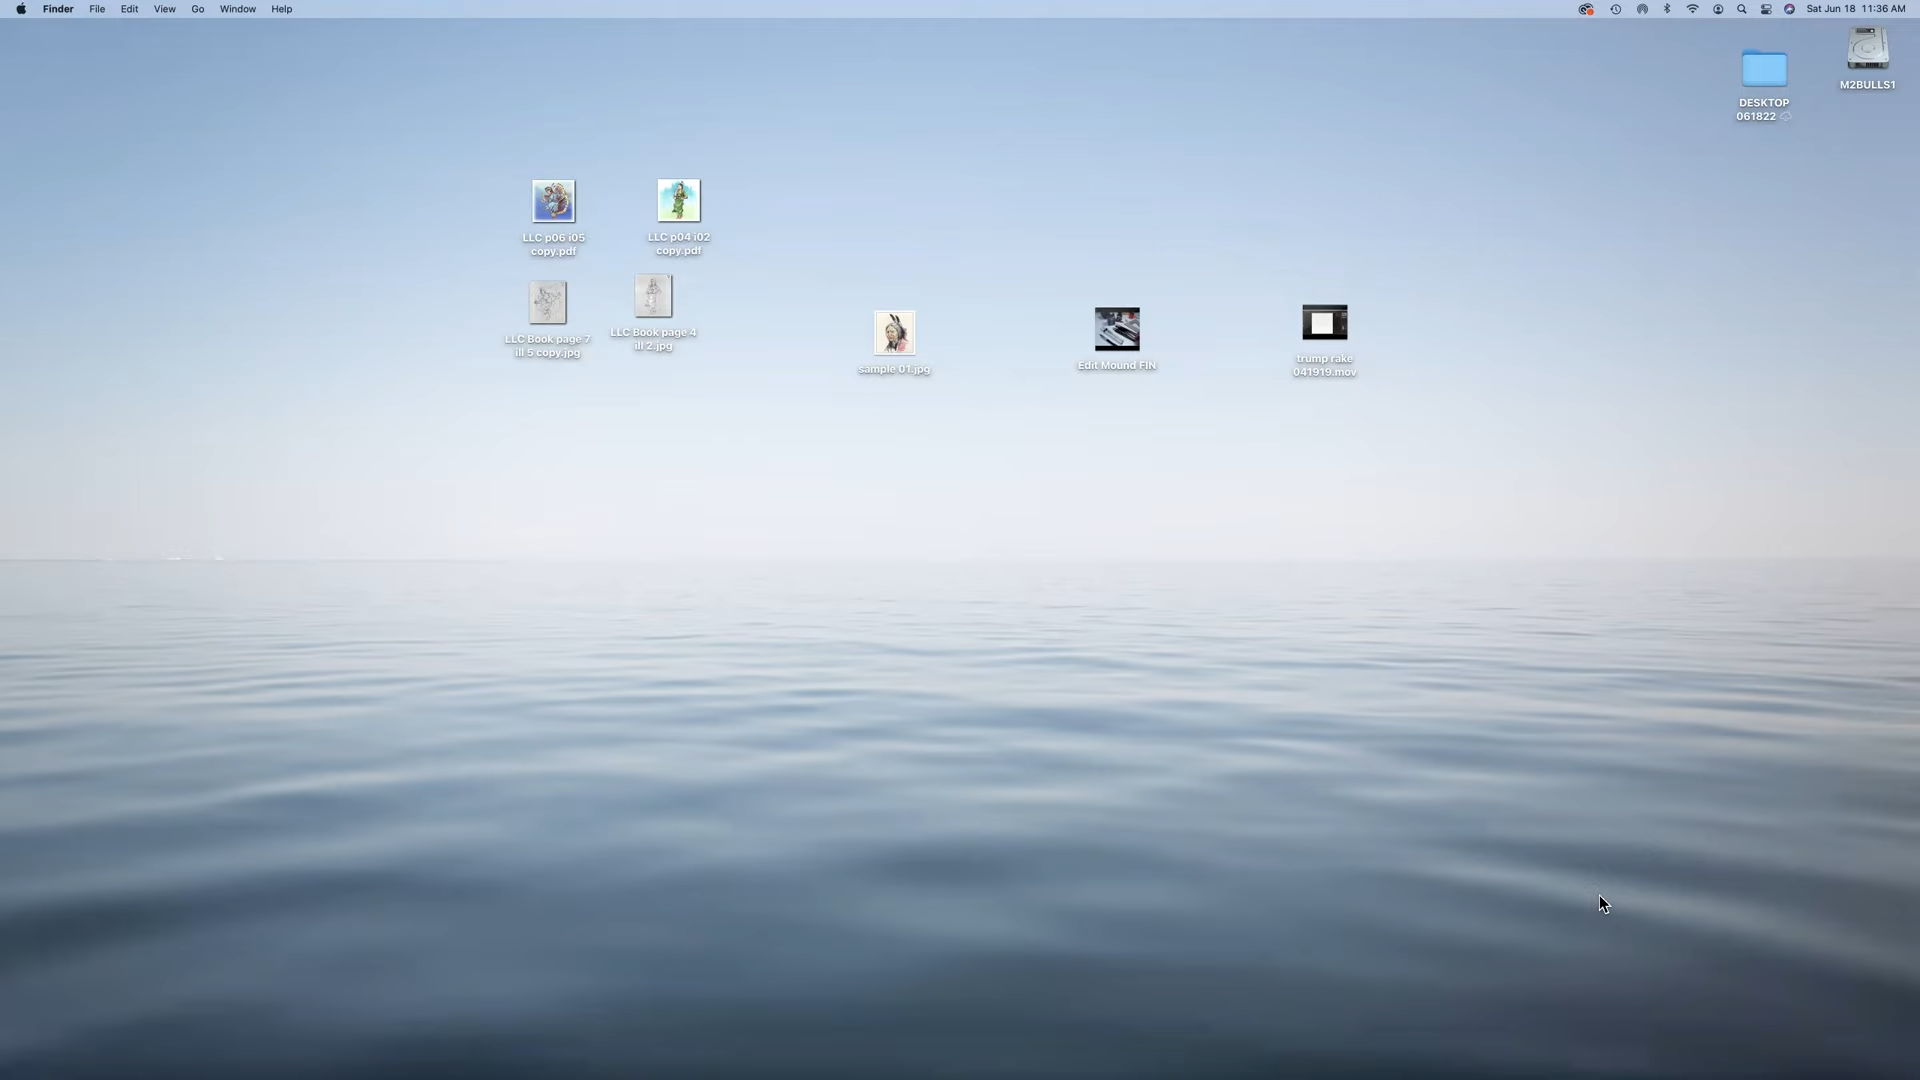 Finder File Edit View Go Window Help
Sat Jun 18 11:36 AM
M2BULLS1
DESKTOP
061822
LLC p06 i05
copy.pdf
LLC p04 i02
copy.pdf
LLC Book page 7
ill 5 copy.jpg
LLC Book page 4
ill 2.jpg
sample 01.jpg
Edit Mound FIN
trump rake
041919.mov